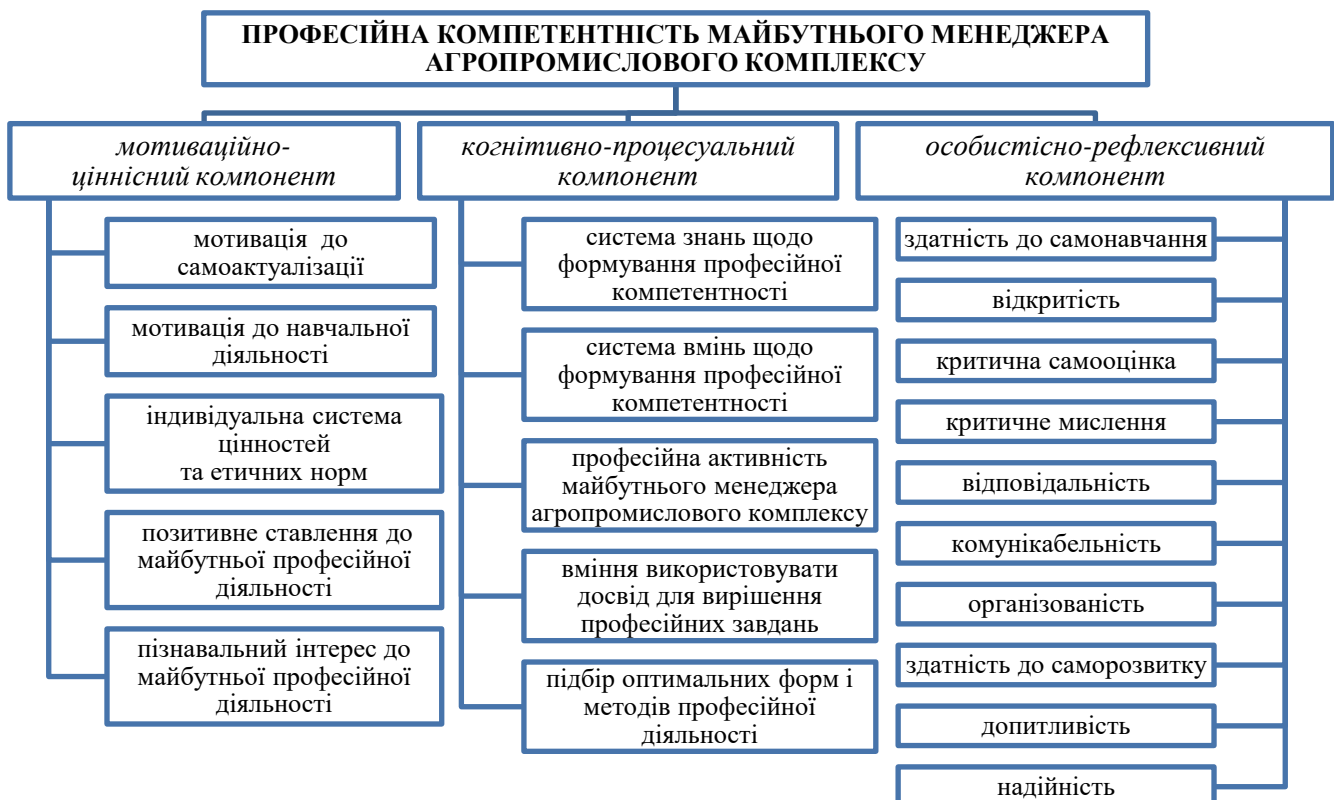 ПРОФЕСІЙНА КОМПЕТЕНТНІСТЬ МАЙБУТНЬОГО МЕНЕДЖЕРА
АГРОПРОМИСЛОВОГО КОМПЛЕКСУ
мотиваційно-
ціннісний компонент
мотивація до
самоактуалізації
мотивація до навчальної
діяльності
індивідуальна система
цінностей
та етичних норм
позитивне ставлення до
майбутньої професійної
діяльності
пізнавальний інтерес до
майбутньої професійної
діяльності
когнітивно-процесуальний
компонент
система знань щодо
формування професійної
компетентності
система вмінь щодо
формування професійної
компетентності
професійна активність
майбутнього менеджера
агропромислового комплексу
вміння використовувати
досвід для вирішення
професійних завдань
підбір оптимальних форм і
методів професійної
діяльності
особистісно-рефлексивний
компонент
здатність до самонавчання
відкритість
критична самооцінка
критичне мислення
відповідальність
комунікабельність
організованість
здатність до саморозвитку
допитливість
надійність